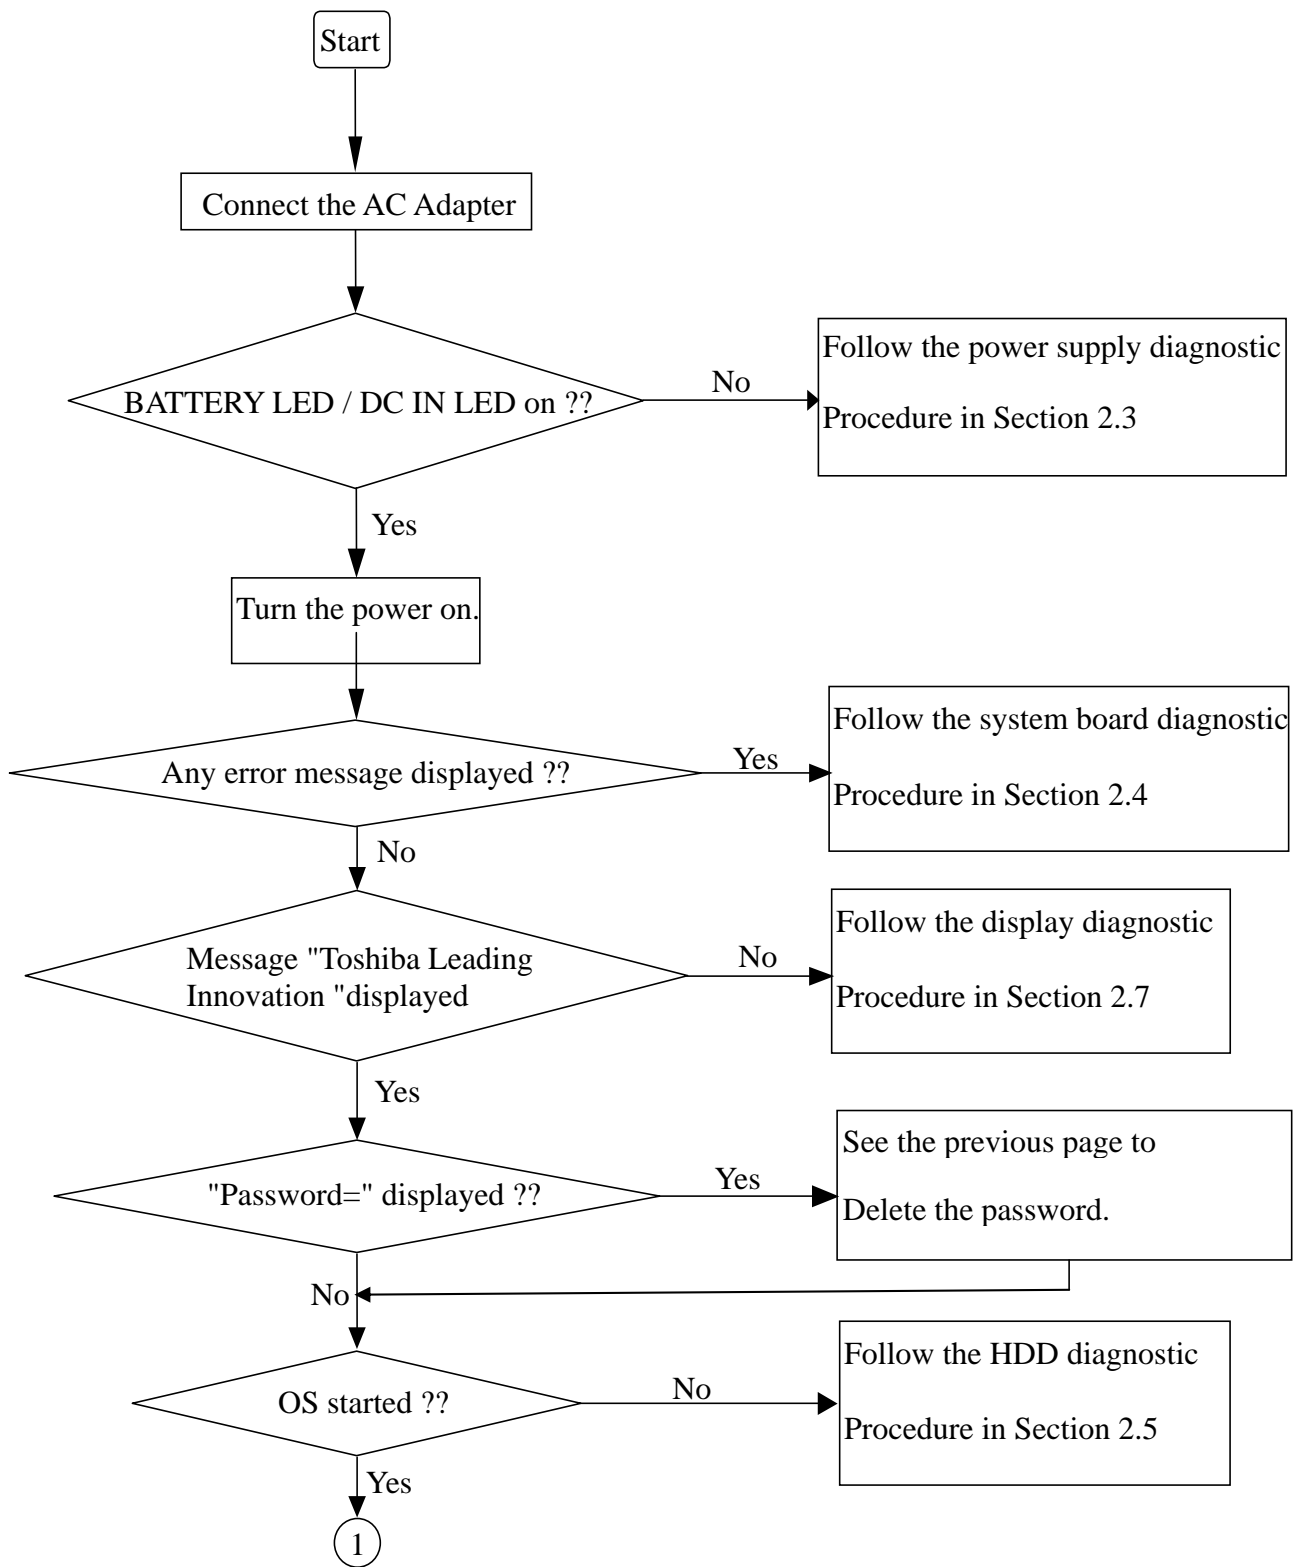 Start
Connect the AC Adapter
BATTERY LED / DC IN LED on ??
No
Follow the power supply diagnostic
Procedure in Section 2.3
Yes
Turn the power on.
Any error message displayed ??
Yes
Follow the system board diagnostic
Procedure in Section 2.4
No
Message "Toshiba Leading
Innovation "displayed
No
Follow the display diagnostic
Procedure in Section 2.7
Yes
"Password=" displayed ??
Yes
See the previous page to
Delete the password.
No
OS started ??
No
Follow the HDD diagnostic
Procedure in Section 2.5
Yes
1